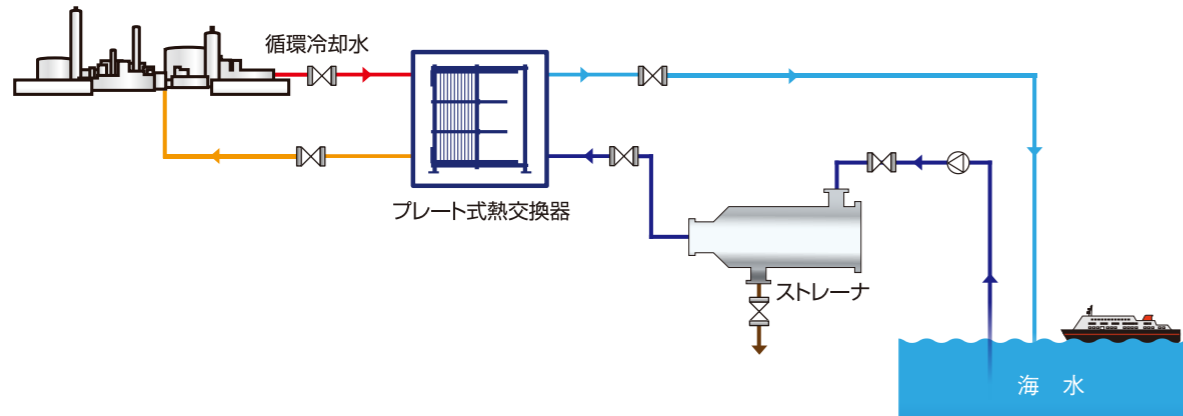 循環冷却水
プレート式熱交換器
ストレーナ
海 水